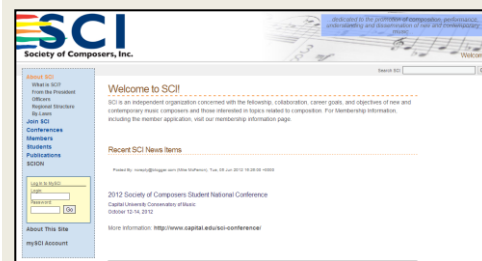 SCI
Society of Composers, Inc.
dedicated to the promotion of composition, performance,
understanding and dissemination of new and contemporary
music.
Welcome
Search SCI
About SCI
What is SCI?
From the President
Officers
Regional Structure
By Laws
Join SCI
Conferences
Members
Students
Publications
SCION
Log in to MySCI
Login:
Password:
Go
About This Site
mySCI Account
Welcome to SCI!
SCI is an independent organization concerned with the fellowship, collaboration, career goals, and objectives of new and
contemporary music composers and those interested in topics related to composition. For Membership information,
including the member application, visit our membership information page.
Recent SCI News Items
2012 Society of Composers Student National Conference
Capital University Conservatory of Music
October 12-14, 2012
More Information: http://www.capital.edu/sci-conference/